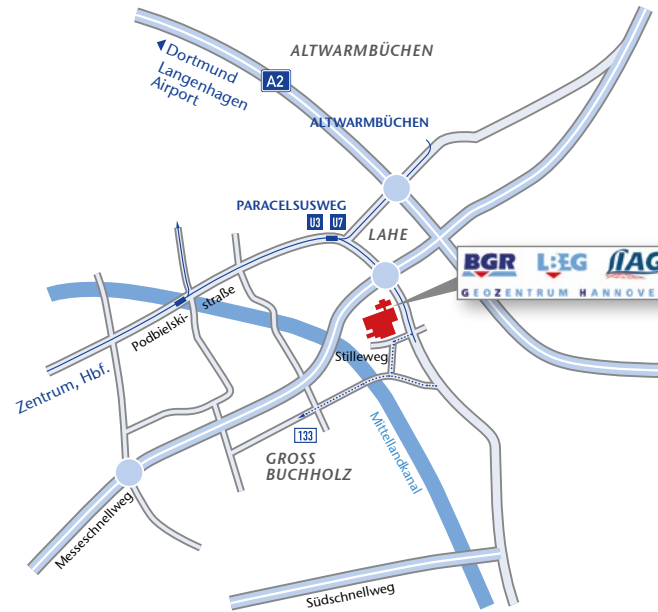 ALTWARMBÜCHEN
Dortmund
Langenhagen
Airport
A2
ALTWARMBÜCHEN
PARACELSUSWEG
U3 U7
LAHE
BGR LBEG LIAG
GEOZENTRUM HANNOVE
Podbielski-
straße
Stilleweg
Zentrum, Hbf.
133
GROSS
BUCHHOLZ
Mittellandkanal
Messeschnellweg
Südschnellweg